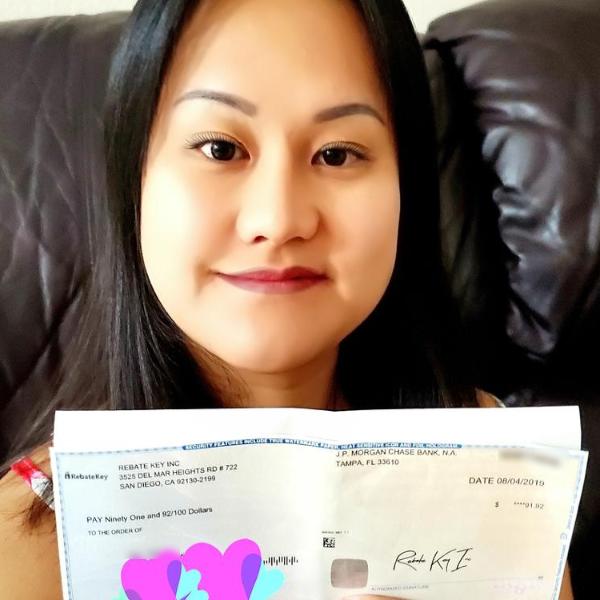 SECURITY FEATURES INCLUDE TRUE WATERMARK PAPER, HEAT SENSITIVE ICON AND FOIL HOLOGRAM
RebateKey
REBATE KEY INC
3525 DEL MAR HEIGHTS RD # 722
SAN DIEGO, CA 92130-2199
J.P. MORGAN CHASE BANK, N.A.
TAMPA, FL 33610
DATE 08/04/2019
$ ****91.92
PAY Ninety One and 92/100 Dollars
TO THE ORDER OF
Rebate Key Inc
AUTHORIZED SIGNATURE